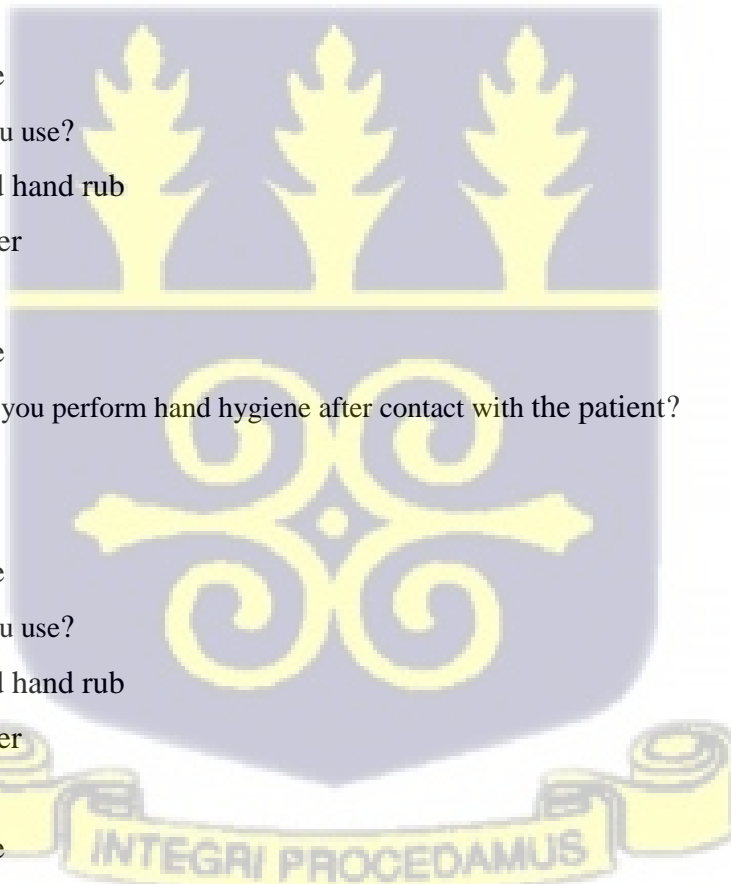 e
u use?
d hand rub
er
e
you perform hand hygiene after contact with the patient?
e
u use?
d hand rub
er
e
INTEGRI PROCEDAMUS